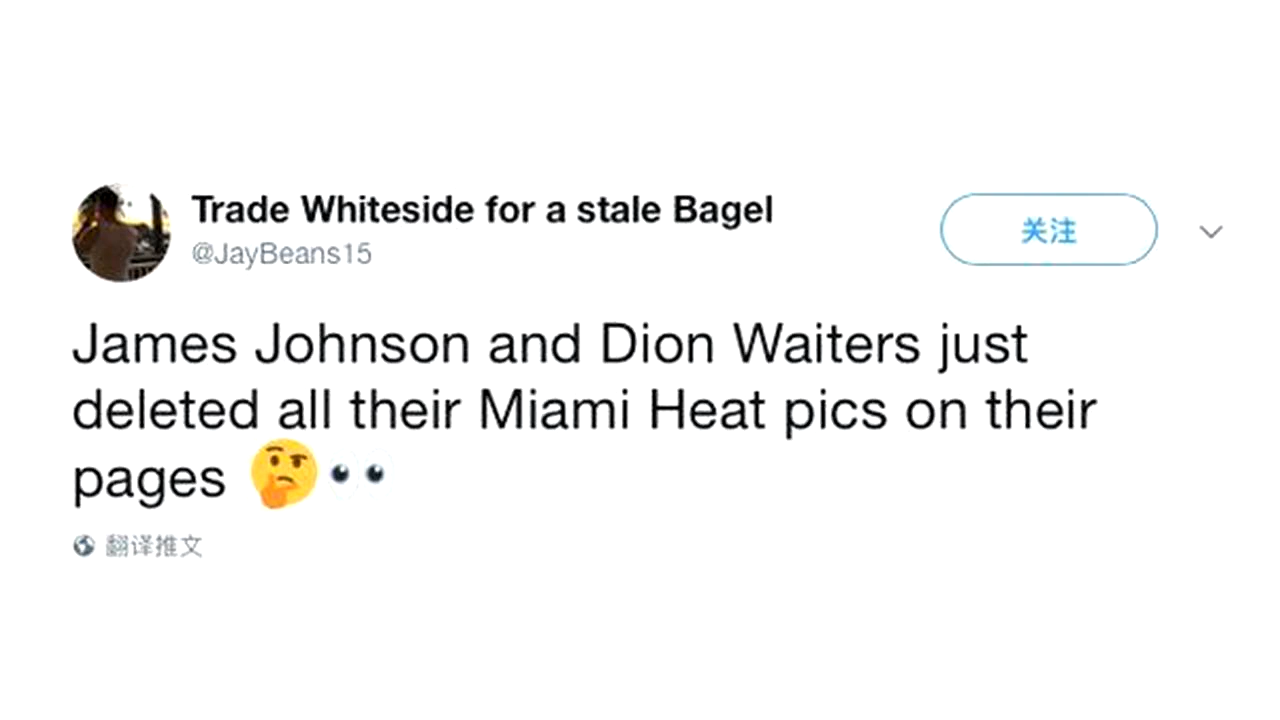 Trade Whiteside for a stale Bagel
@JayBeans15
关注
James Johnson and Dion Waiters just
deleted all their Miami Heat pics on their
pages 🤔👀
翻译推文